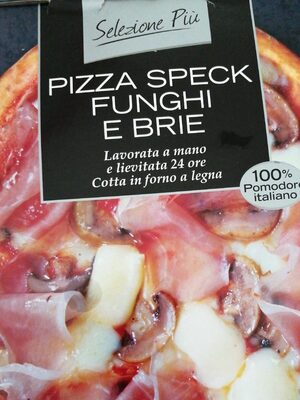 Selezione Più
PIZZA SPECK
FUNGHI
E BRIE
Lavorata a mano
e lievitata 24 ore
Cotta in forno a legna
100%
Pomodoro
italiano